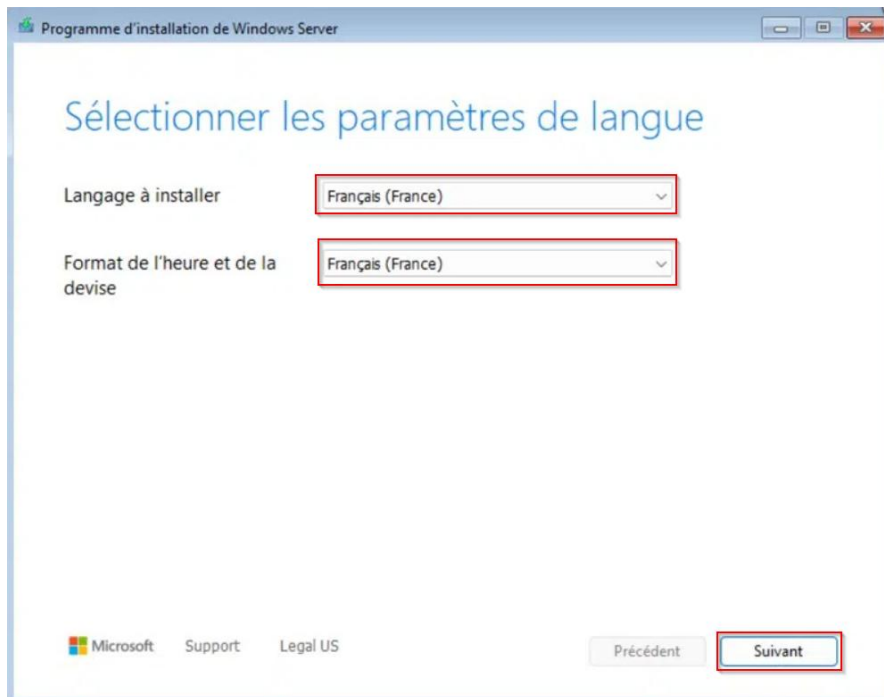 Programme d'installation de Windows Server
Sélectionner les paramètres de langue
Langage à installer
Français (France)
Format de l'heure et de la
devise
Français (France)
Microsoft Support Legal US
Précédent Suivant